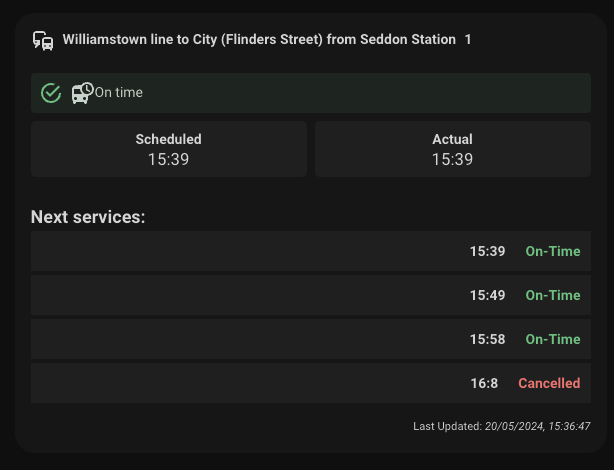 Williamstown line to City (Flinders Street) from Seddon Station 1
On time
Scheduled
15:39
Actual
15:39
Next services:
15:39 On-Time
15:49 On-Time
15:58 On-Time
16:8 Cancelled
Last Updated: 20/05/2024, 15:36:47